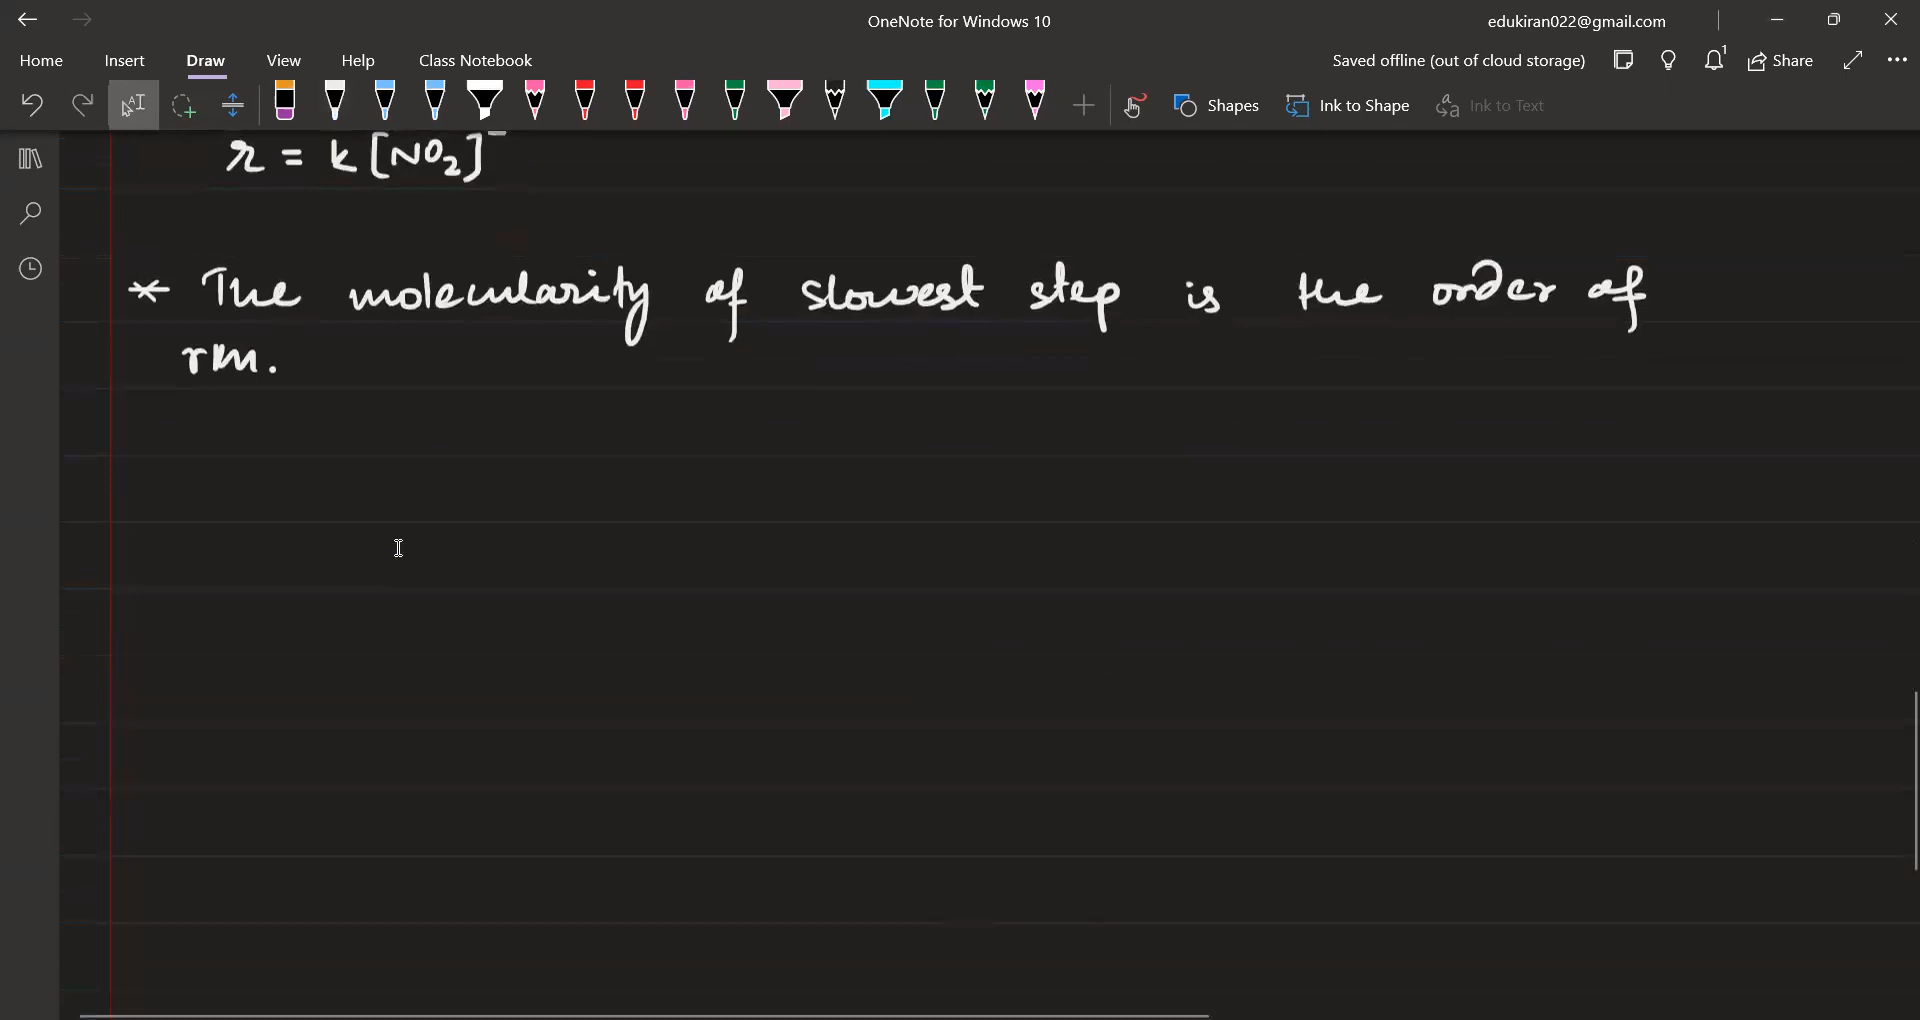 OneNote for Windows 10
edukiran022@gmail.com
Home Insert Draw View Help Class Notebook
Saved offline (out of cloud storage)
1
Share
Shapes Ink to Shape Ink to Text
r = k [NO₂]
* The molecularity of slowest step is the order of
rxn.